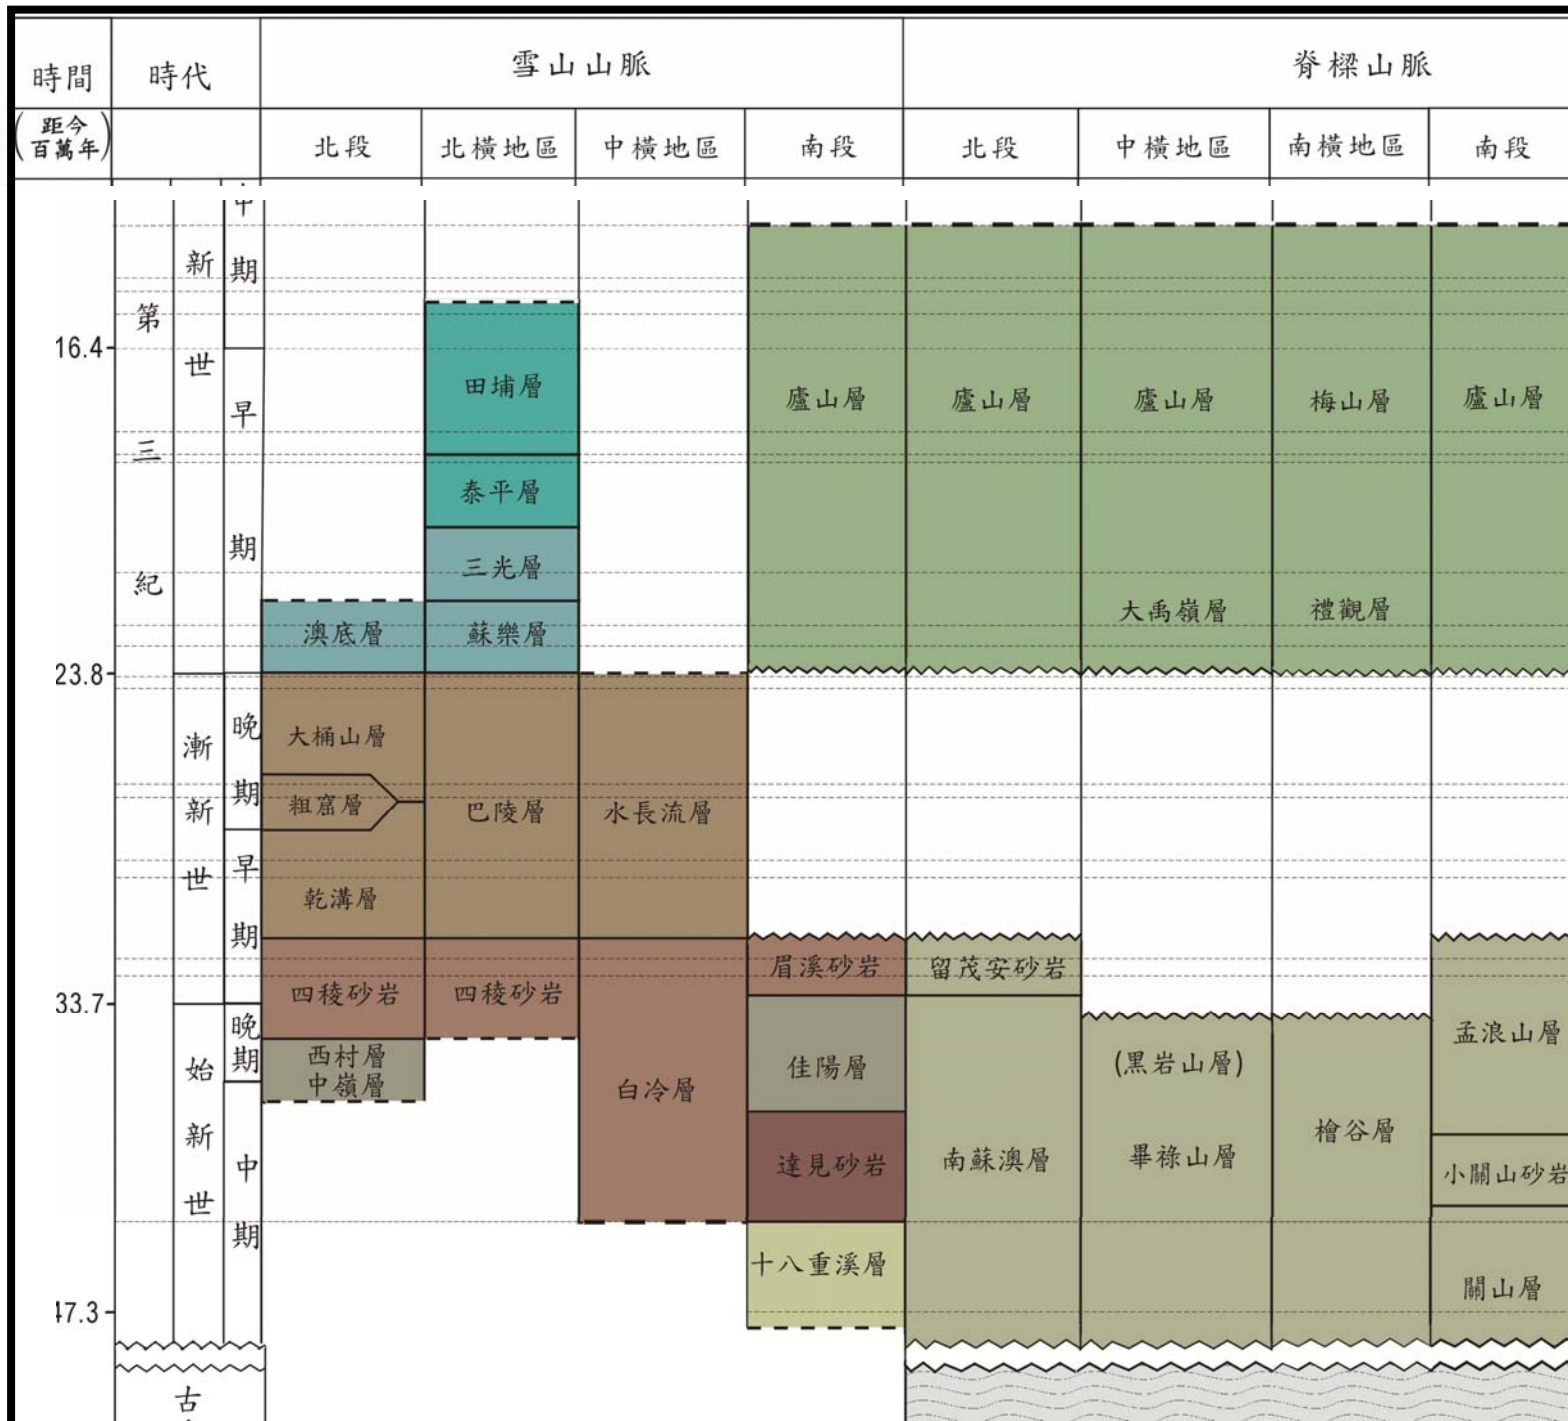 時間
時代
雪山山脈
脊樑山脈
(距今
百萬年)
北段
北橫地區
中橫地區
南段
北段
中橫地區
南橫地區
南段
第三紀
新世
中期
早期
漸新世
晚期
早期
始新世
晚期
中期
古
16.4
23.8
33.7
47.3
澳底層
大桶山層
粗窟層
乾溝層
四稜砂岩
西村層
中嶺層
田埔層
泰平層
三光層
蘇樂層
巴陵層
四稜砂岩
水長流層
白冷層
廬山層
眉溪砂岩
佳陽層
達見砂岩
十八重溪層
廬山層
留茂安砂岩
南蘇澳層
廬山層
大禹嶺層
(黑岩山層)
畢祿山層
梅山層
禮觀層
檜谷層
廬山層
孟浪山層
小關山砂岩
關山層